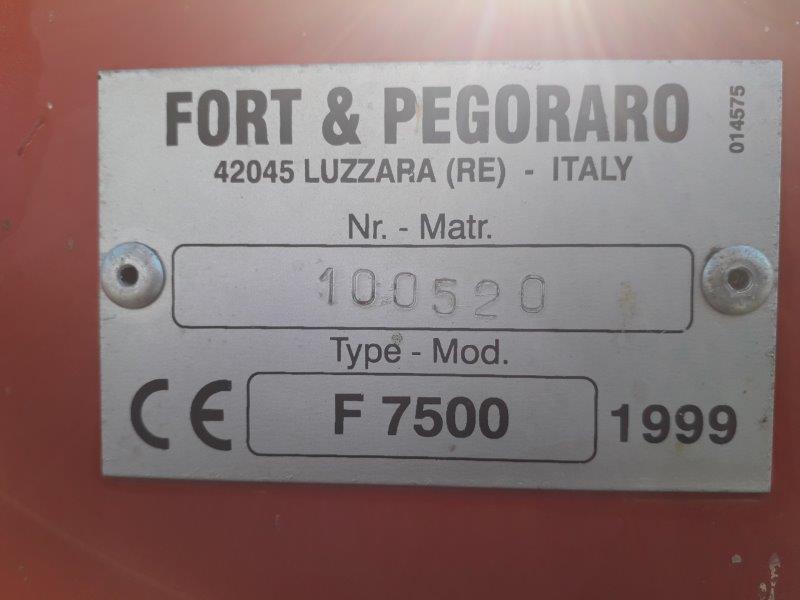 FORT & PEGORARO
014575
42045 LUZZARA (RE) - ITALY
Nr. - Matr.
100520
Type - Mod.
CE F 7500 1999